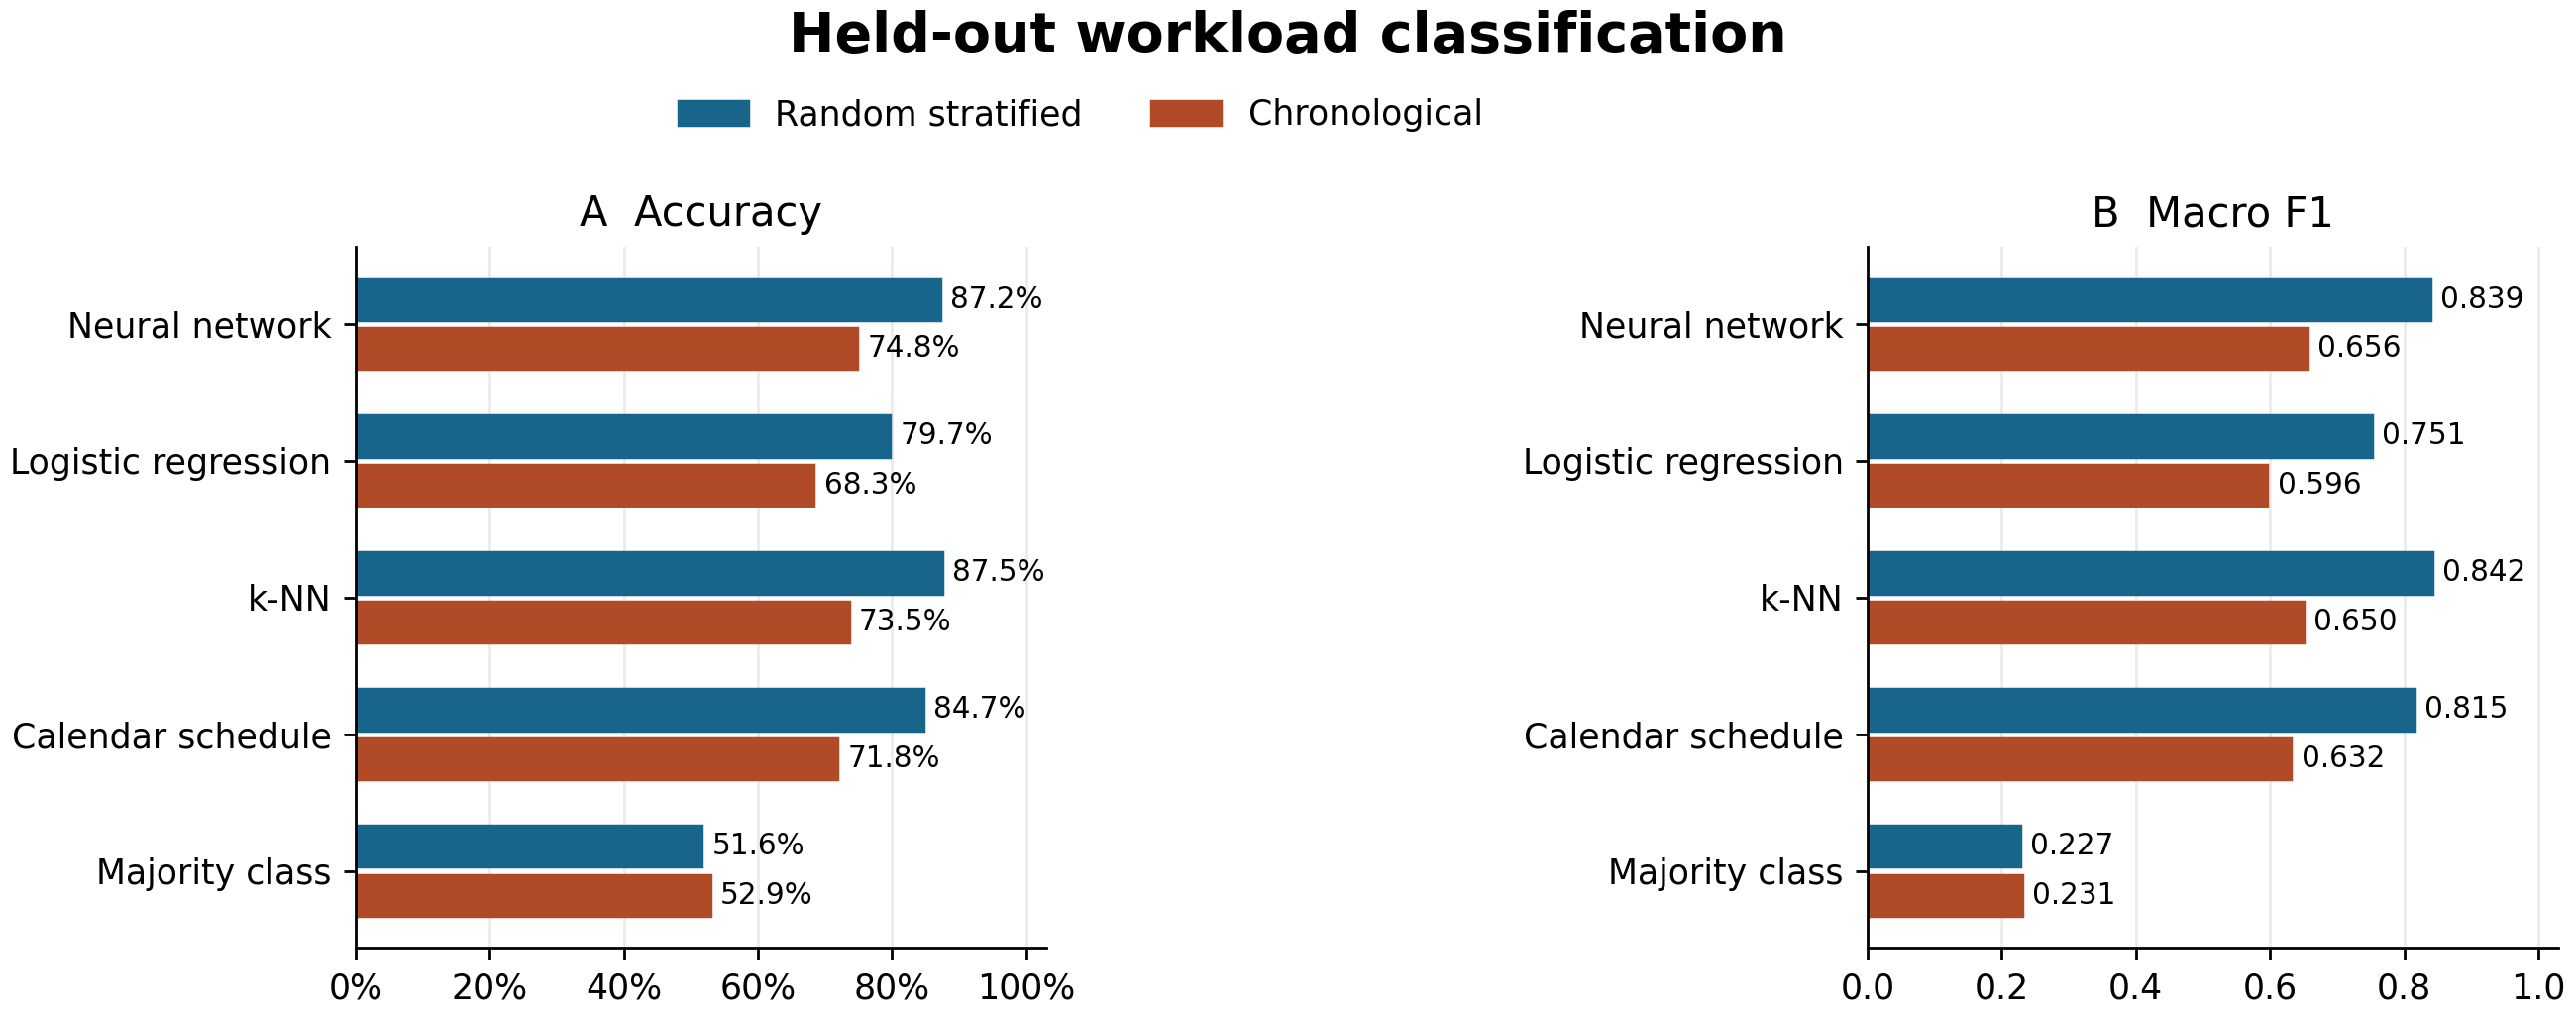 Held-out workload classification
Random stratified
Chronological
A  Accuracy
Neural network
87.2%
74.8%
Logistic regression
79.7%
68.3%
k-NN
87.5%
73.5%
Calendar schedule
84.7%
71.8%
Majority class
51.6%
52.9%
0% 20% 40% 60% 80% 100%
B  Macro F1
Neural network
0.839
0.656
Logistic regression
0.751
0.596
k-NN
0.842
0.650
Calendar schedule
0.815
0.632
Majority class
0.227
0.231
0.0 0.2 0.4 0.6 0.8 1.0